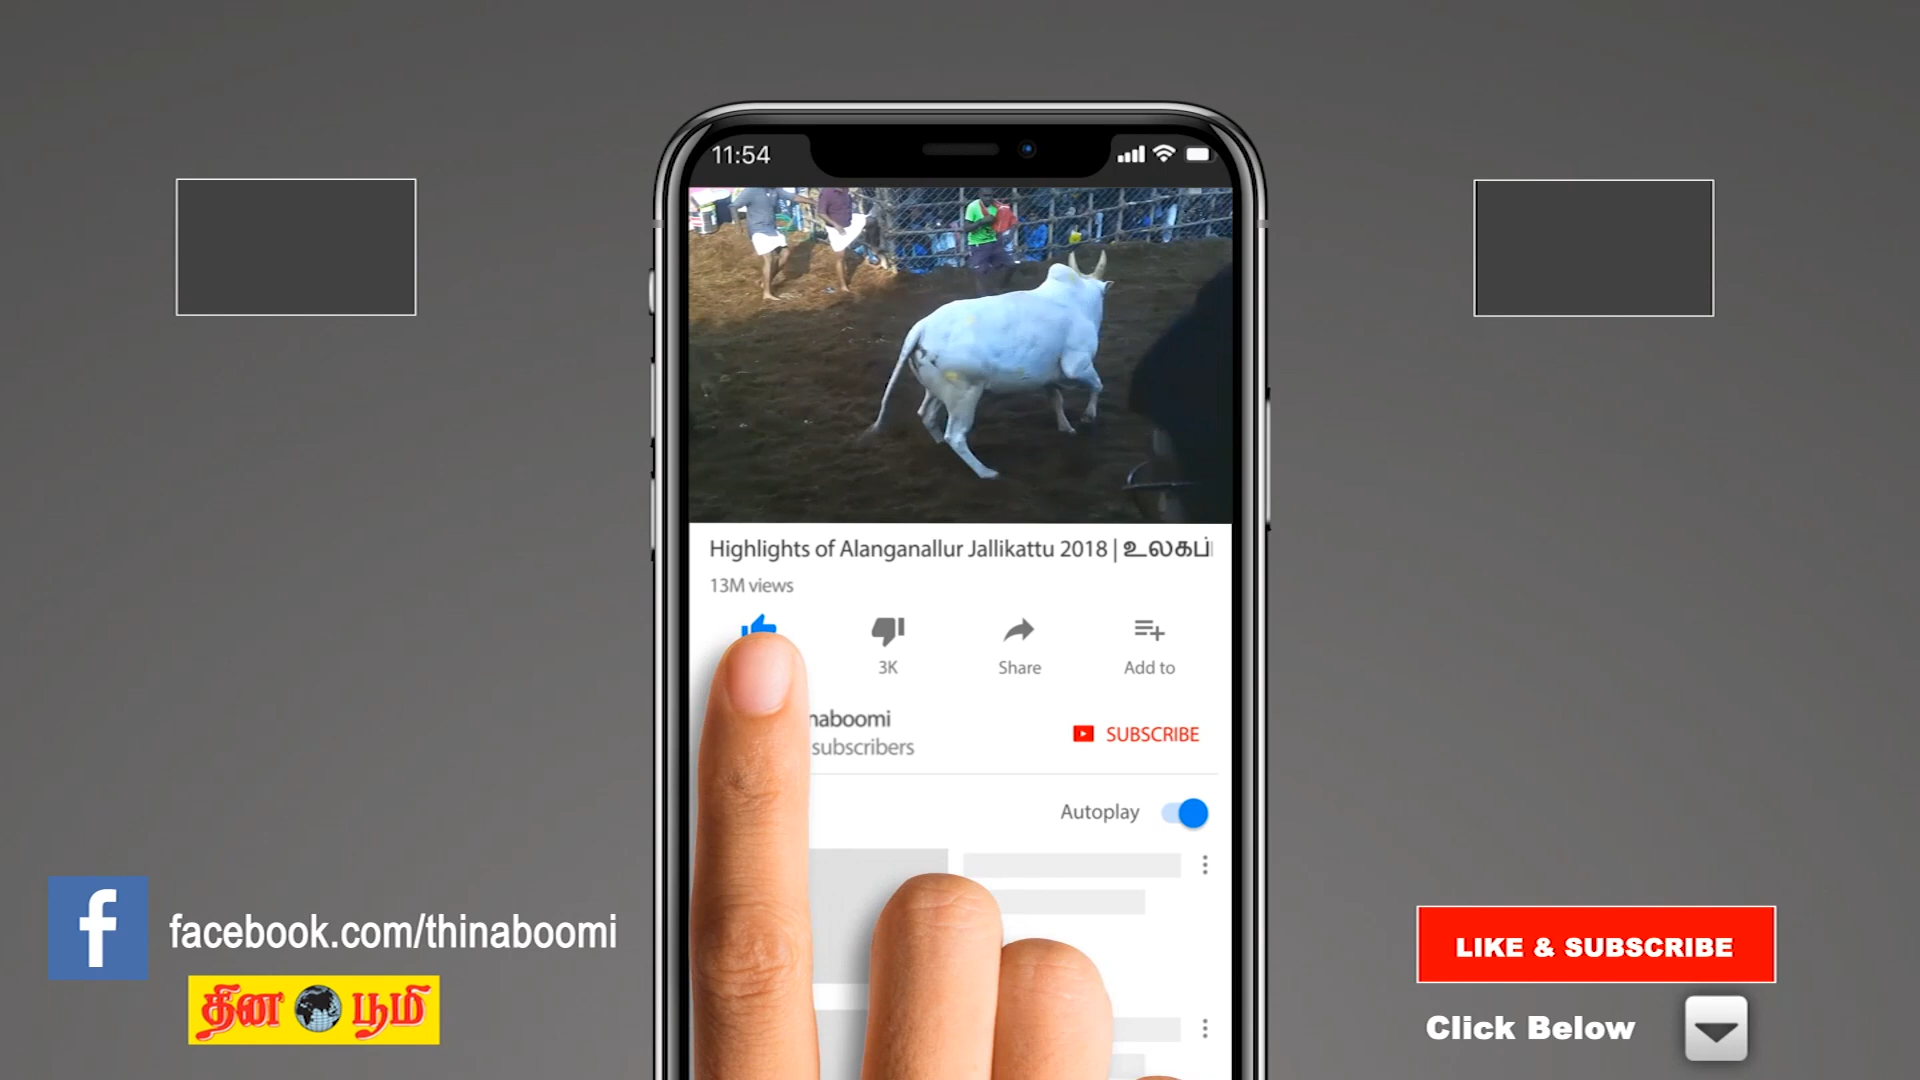 11:54
Highlights of Alanganallur Jallikattu 2018 | உலகப்
13M views
3K
Share
Add to
naboomi
SUBSCRIBE
subscribers
Autoplay
facebook.com/thinaboomi
தின பூமி
LIKE & SUBSCRIBE
Click Below